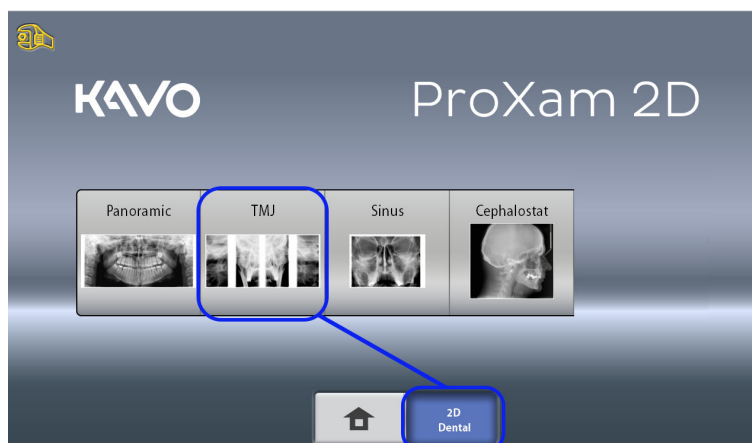 KAVO
ProXam 2D
Panoramic
TMJ
Sinus
Cephalostat
2D
Dental